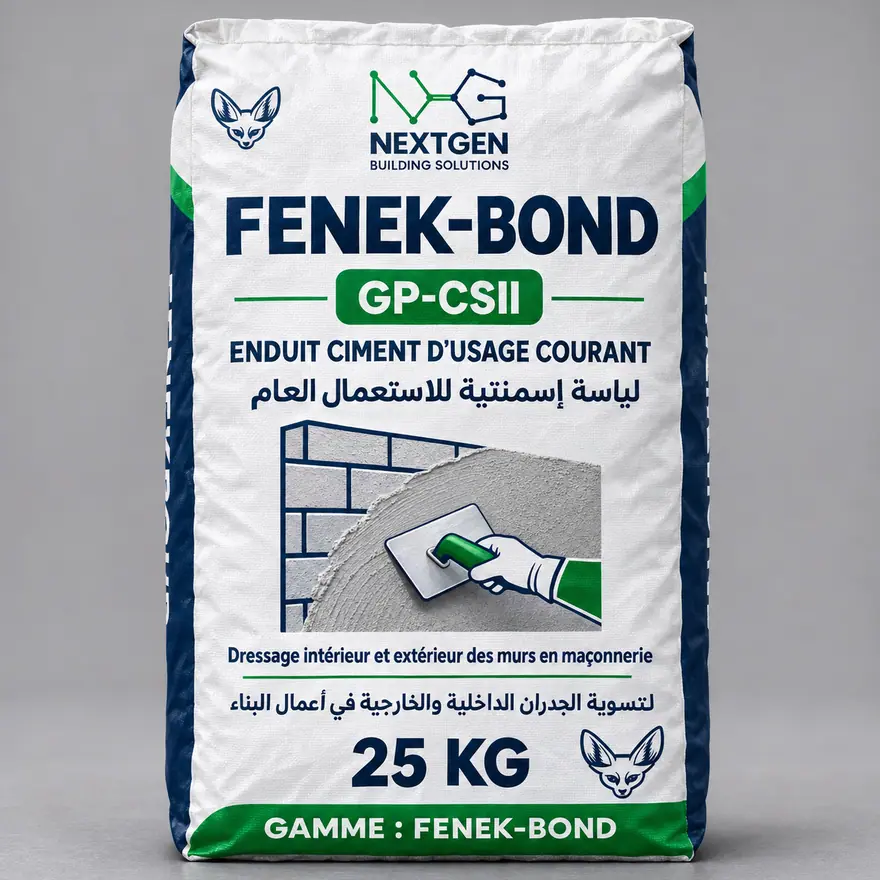 NEXTGEN
BUILDING SOLUTIONS
FENEK-BOND
GP-CSII
ENDUIT CIMENT D'USAGE COURANT
لياسة إسمنتية للاستعمال العام
Dressage intérieur et extérieur des murs en maçonnerie
لتسوية الجدران الداخلية والخارجية في أعمال البناء
25 KG
GAMME : FENEK-BOND